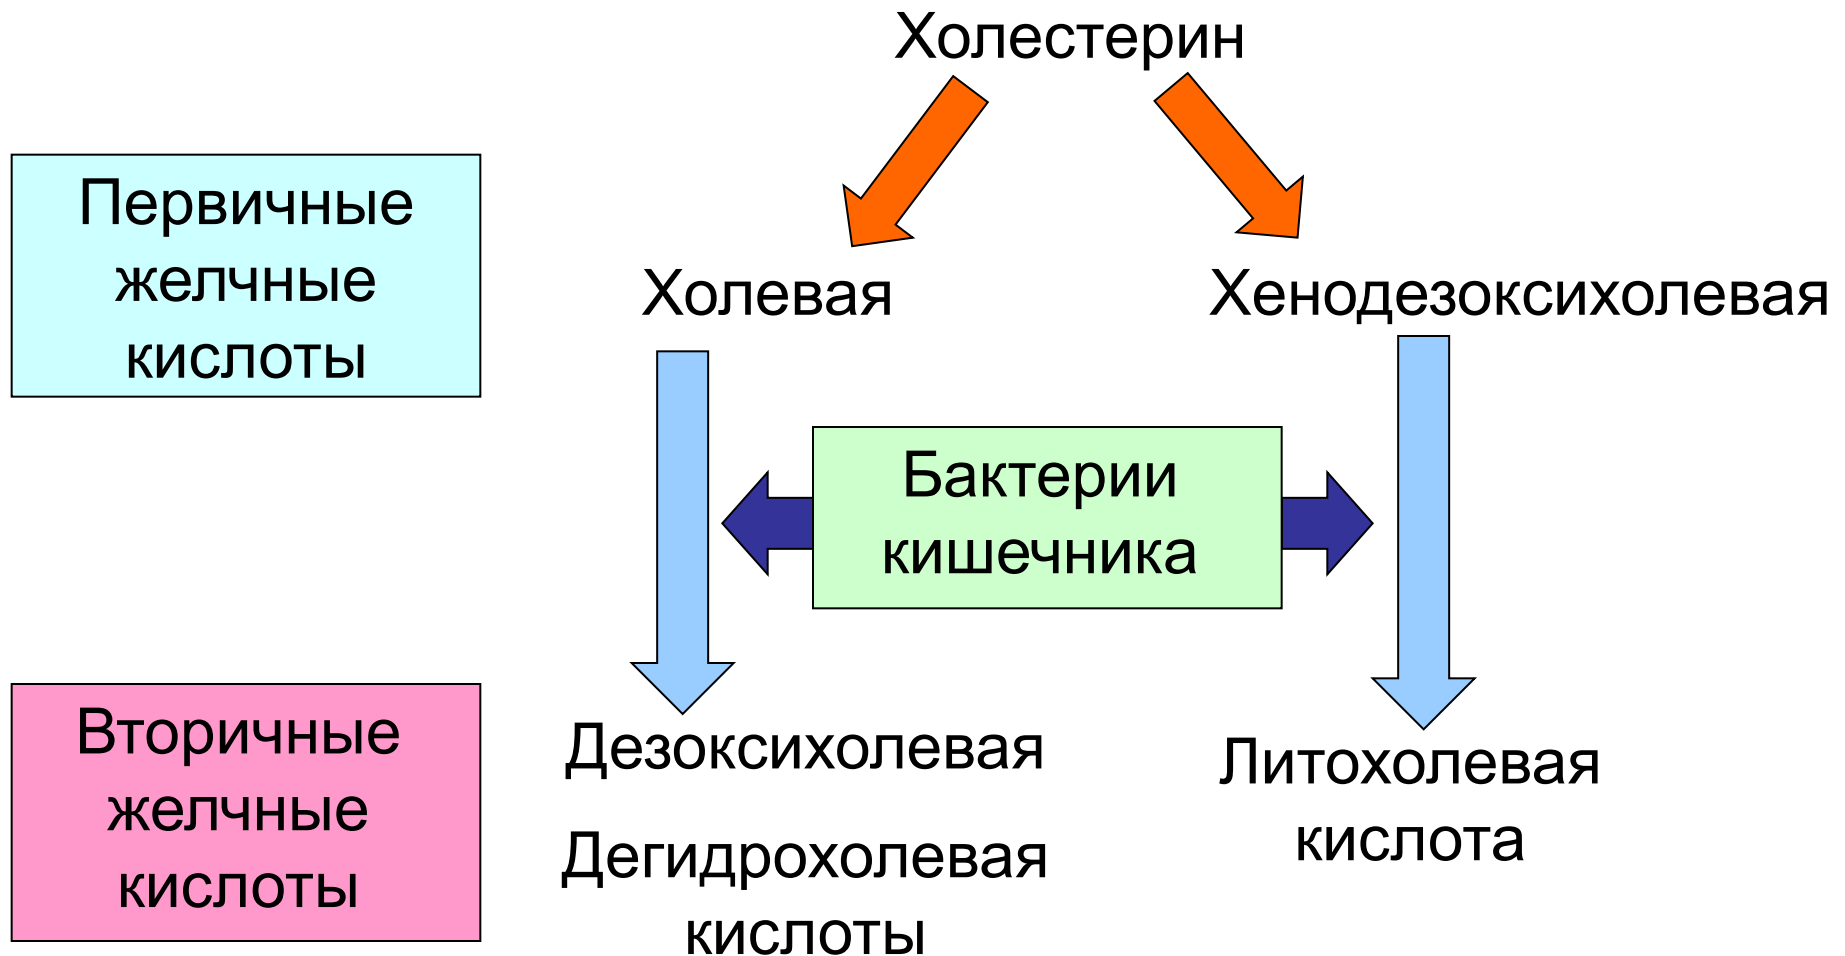 Холестерин
Первичные
желчные
кислоты
Холевая
Хенодезоксихолевая
Бактерии
кишечника
Вторичные
желчные
кислоты
Дезоксихолевая
Дегидрохолевая
кислоты
Литохолевая
кислота